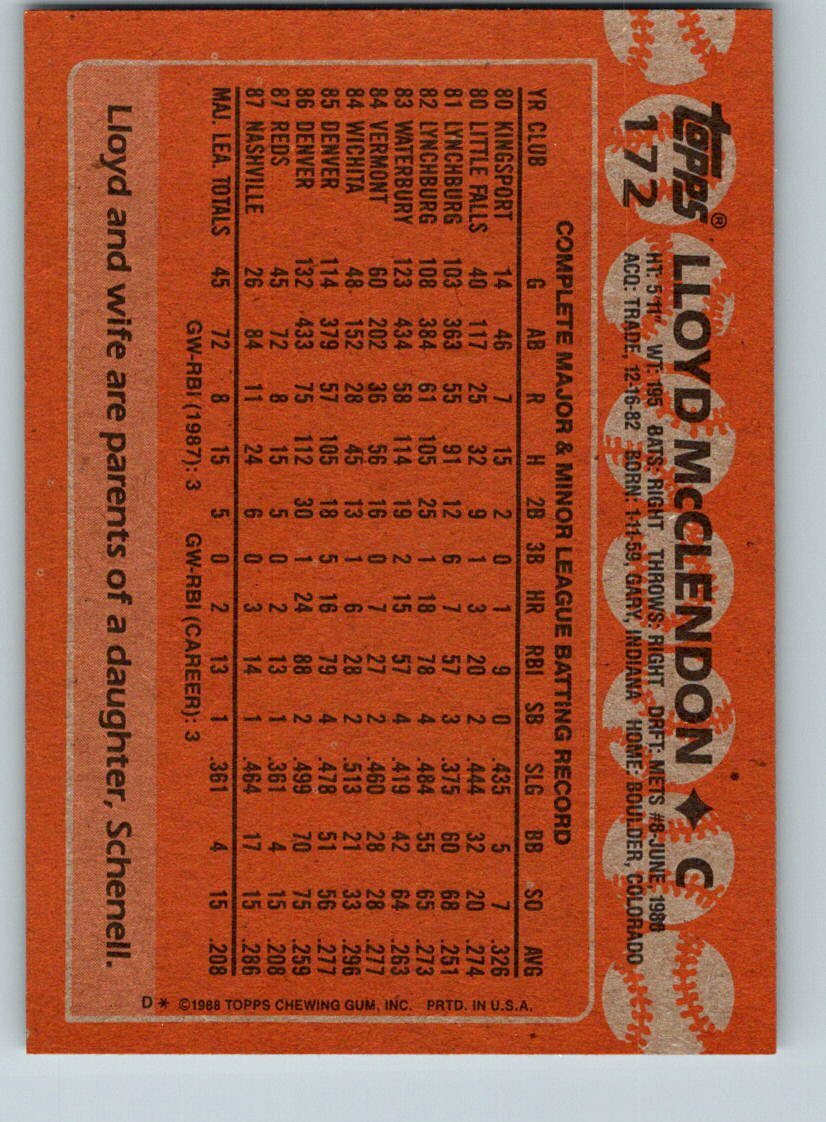 Topps®
172
LLOYD McCLENDON ♦ C
HT: 5'11" WT: 195 BATS: RIGHT THROWS: RIGHT DRFT: METS #8-JUNE, 1980
ACQ: TRADE, 12-16-82 BORN: 1-11-59, GARY, INDIANA HOME: BOULDER, COLORADO
COMPLETE MAJOR & MINOR LEAGUE BATTING RECORD
YR CLUB G AB R H 2B 3B HR RBI SB SLG BB SO AVG
80 KINGSPORT 14 46 7 15 2 0 1 9 0 .435 5 7 .326
80 LITTLE FALLS 40 117 25 32 9 1 3 20 2 .444 32 20 .274
81 LYNCHBURG 103 363 55 91 12 6 7 57 3 .375 60 68 .251
82 LYNCHBURG 108 384 61 105 25 1 18 78 4 .484 55 65 .273
83 WATERBURY 123 434 58 114 19 2 15 57 4 .419 42 64 .263
84 VERMONT 60 202 36 56 16 0 7 27 2 .460 28 28 .277
84 WICHITA 48 152 28 45 13 1 6 28 2 .513 21 33 .296
85 DENVER 114 379 57 105 18 5 16 79 4 .478 51 56 .277
86 DENVER 132 433 75 112 30 1 24 88 2 .499 70 75 .259
87 REDS 45 72 8 15 5 0 2 13 1 .361 4 15 .208
87 NASHVILLE 26 84 11 24 6 0 3 14 1 .464 17 15 .286
MAJ. LEA. TOTALS 45 72 8 15 5 0 2 13 1 .361 4 15 .208
GW-RBI (1987): 3 GW-RBI (CAREER): 3
Lloyd and wife are parents of a daughter, Schenell.
D* ©1988 TOPPS CHEWING GUM, INC. PRTD. IN U.S.A.